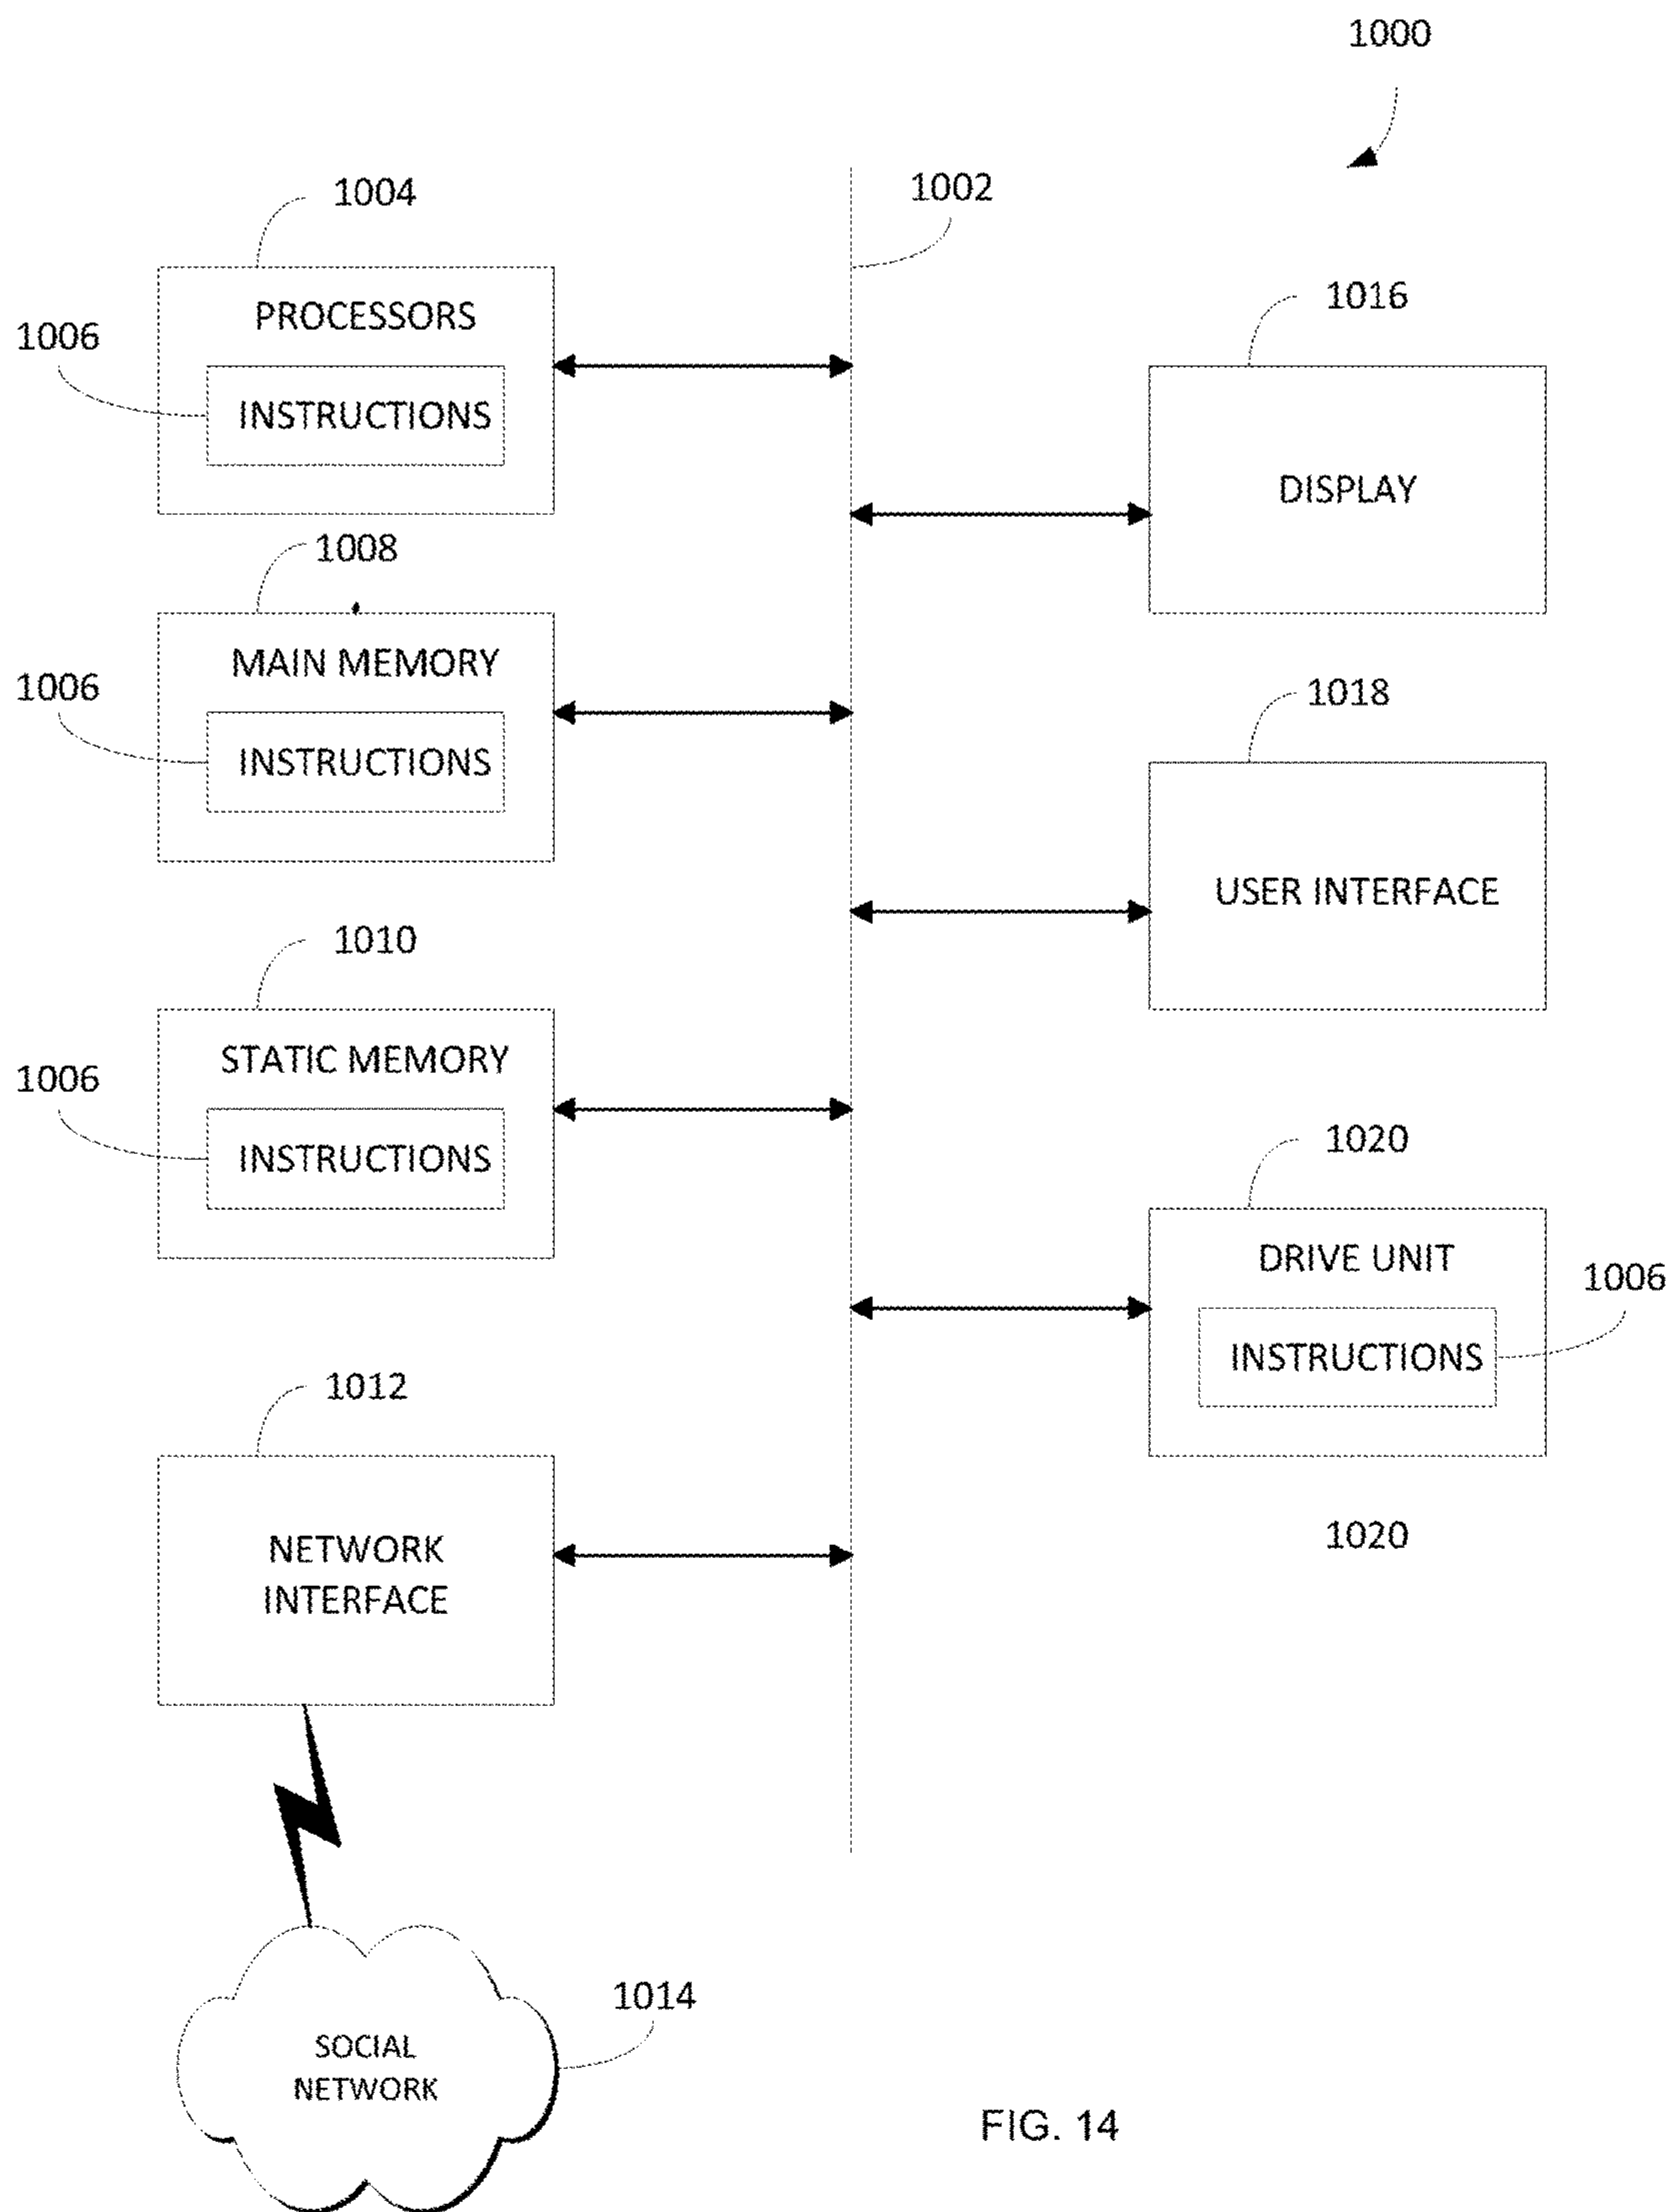 1000
1004
1002
PROCESSORS
1006
INSTRUCTIONS
1016
DISPLAY
1008
MAIN MEMORY
1006
INSTRUCTIONS
1018
USER INTERFACE
1010
STATIC MEMORY
1006
INSTRUCTIONS
1020
DRIVE UNIT
1006
INSTRUCTIONS
1012
NETWORK
INTERFACE
1020
1014
SOCIAL
NETWORK
FIG. 14